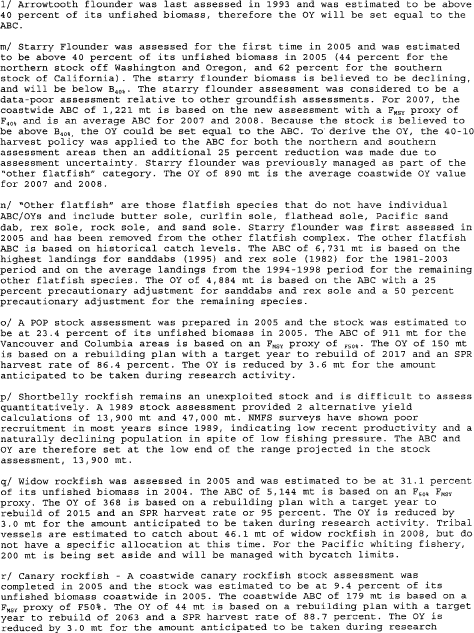 l/ Arrowtooth flounder was last assessed in 1993 and was estimated to be above
40 percent of its unfished biomass, therefore the OY will be set equal to the
ABC.
m/ Starry Flounder was assessed for the first time in 2005 and was estimated
to be above 40 percent of its unfished biomass in 2005 (44 percent for the
northern stock off Washington and Oregon, and 62 percent for the southern
stock of California). The starry flounder biomass is believed to be declining,
and will be below B40%. The starry flounder assessment was considered to be a
data-poor assessment relative to other groundfish assessments. For 2007, the
coastwide ABC of 1,221 mt is based on the new assessment with a FMSY proxy of
F40% and is an average ABC for 2007 and 2008. Because the stock is believed to
be above B40%, the OY could be set equal to the ABC. To derive the OY, the 40-10
harvest policy was applied to the ABC for both the northern and southern
assessment areas then an additional 25 percent reduction was made due to
assessment uncertainty. Starry flounder was previously managed as part of the
"other flatfish" category. The OY of 890 mt is the average coastwide OY value
for 2007 and 2008.
n/ "Other flatfish" are those flatfish species that do not have individual
ABC/OYs and include butter sole, curlfin sole, flathead sole, Pacific sand
dab, rex sole, rock sole, and sand sole. Starry flounder was first assessed in
2005 and has been removed from the other flatfish complex. The other flatfish
ABC is based on historical catch levels. The ABC of 6,731 mt is based on the
highest landings for sanddabs (1995) and rex sole (1982) for the 1981-2003
period and on the average landings from the 1994-1998 period for the remaining
other flatfish species. The OY of 4,884 mt is based on the ABC with a 25
percent precautionary adjustment for sanddabs and rex sole and a 50 percent
precautionary adjustment for the remaining species.
o/ A POP stock assessment was prepared in 2005 and the stock was estimated to
be at 23.4 percent of its unfished biomass in 2005. The ABC of 911 mt for the
Vancouver and Columbia areas is based on an FMSY proxy of F50%. The OY of 150 mt
is based on a rebuilding plan with a target year to rebuild of 2017 and an SPR
harvest rate of 86.4 percent. The OY is reduced by 3.6 mt for the amount
anticipated to be taken during research activity.
p/ Shortbelly rockfish remains an unexploited stock and is difficult to assess
quantitatively. A 1989 stock assessment provided 2 alternative yield
calculations of 13,900 mt and 47,000 mt. NMFS surveys have shown poor
recruitment in most years since 1989, indicating low recent productivity and a
naturally declining population in spite of low fishing pressure. The ABC and
OY are therefore set at the low end of the range projected in the stock
assessment, 13,900 mt.
q/ Widow rockfish was assessed in 2005 and was estimated to be at 31.1 percent
of its unfished biomass in 2004. The ABC of 5,144 mt is based on an F50% FMSY
proxy. The OY of 368 is based on a rebuilding plan with a target year to
rebuild of 2015 and an SPR harvest rate or 95 percent. The OY is reduced by
3.0 mt for the amount anticipated to be taken during research activity. Tribal
vessels are estimated to catch about 46.1 mt of widow rockfish in 2008, but do
not have a specific allocation at this time. For the Pacific whiting fishery,
200 mt is being set aside and will be managed with bycatch limits.
r/ Canary rockfish - A coastwide canary rockfish stock assessment was
completed in 2005 and the stock was estimated to be at 9.4 percent of its
unfished biomass coastwide in 2005. The coastwide ABC of 179 mt is based on a
FMSY proxy of F50%. The OY of 44 mt is based on a rebuilding plan with a target
year to rebuild of 2063 and a SPR harvest rate of 88.7 percent. The OY is
reduced by 3.0 mt for the amount anticipated to be taken during research